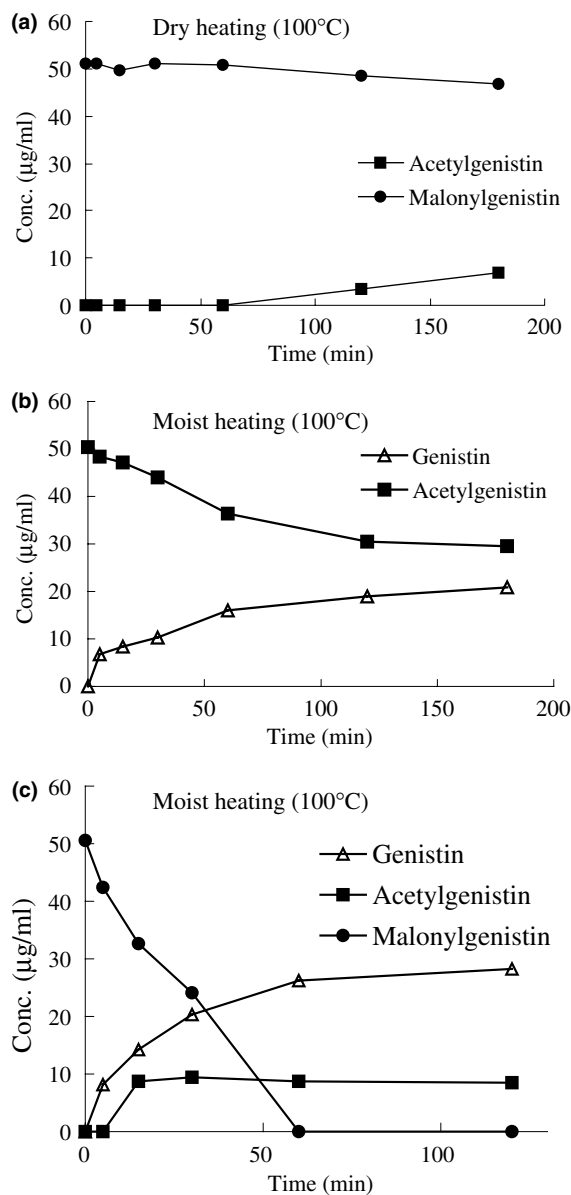 (a) Dry heating (100°C)
60
50
40
30
20
10
0
Conc. (µg/ml)
Acetylgenistin
Malonylgenistin
0 50 100 150 200
Time (min)
(b) Moist heating (100°C)
60
50
40
30
20
10
0
Conc. (µg/ml)
Genistin
Acetylgenistin
0 50 100 150 200
Time (min)
(c) Moist heating (100°C)
60
50
40
30
20
10
0
Conc. (µg/ml)
Genistin
Acetylgenistin
Malonylgenistin
0 50 100
Time (min)